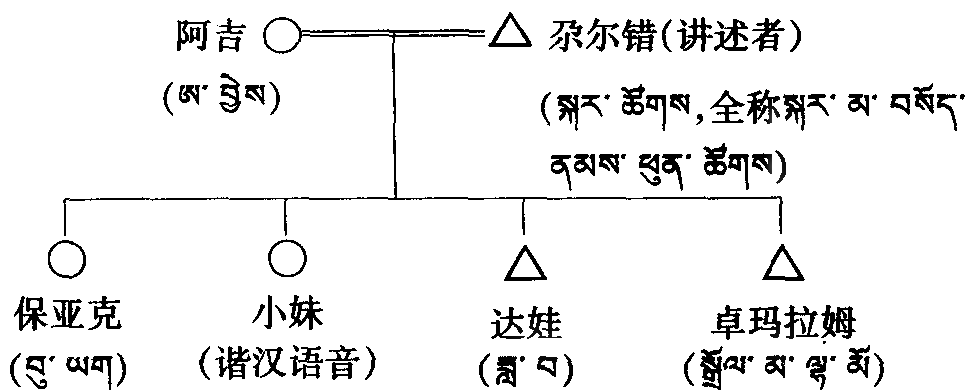 阿吉 尕尔错(讲述者)
(ཨ་ བྱེས) (སྐར་ ཚོགས,全称སྐར་ མ་ བསོད་
ནམས་ ཕུན་ ཚོགས)
保亚克 小妹 达娃 卓玛拉姆
(བུ་ ཡག) (谐汉语音) (ཟླ་ བ) (སྒྲོལ་ མ་ ལྷ་ མོ)